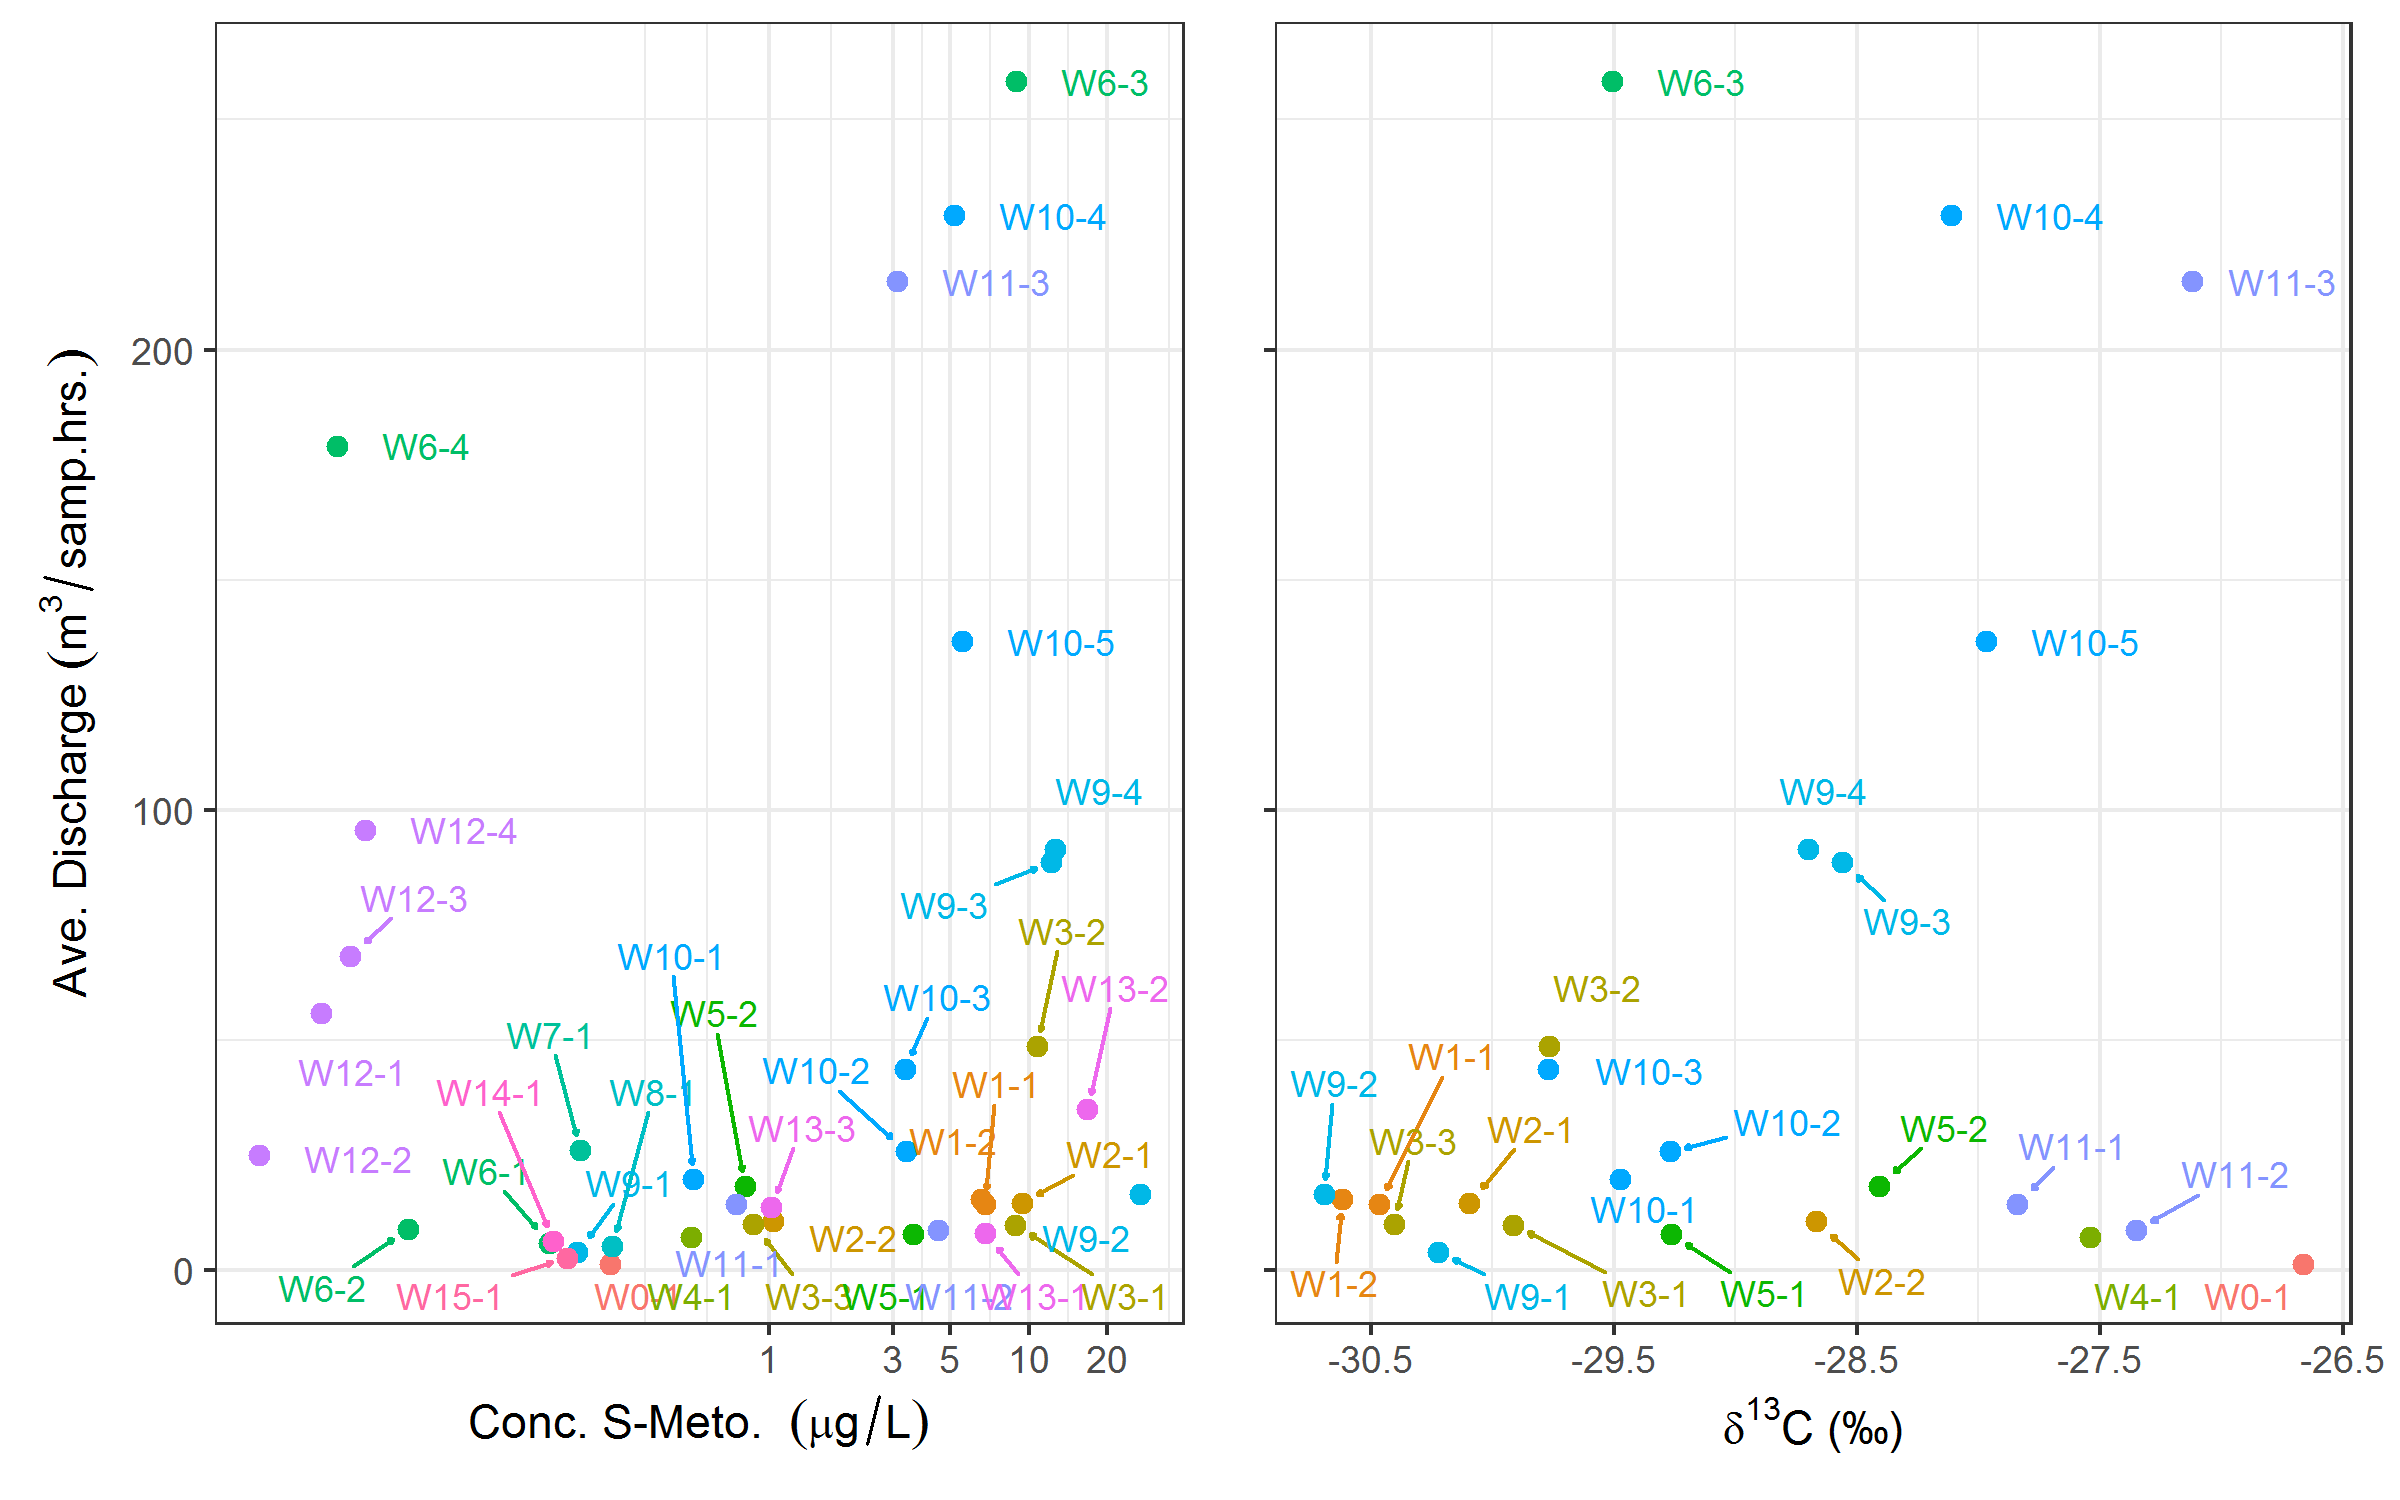 Ave. Discharge (m³/samp.hrs.)
200
100
0
W6-3
W10-4
W11-3
W6-4
W10-5
W9-4
W12-4
W12-3
W9-3
W3-2
W10-1
W13-2
W10-3
W5-2
W7-1
W12-1
W10-2
W14-1
W8-1
W1-1
W13-3
W1-2
W12-2
W2-1
W6-1
W9-1
W2-2
W9-2
W11-1
W6-2
W15-1
W0-1
W4-1
W3-3
W5-1
W11-2
W13-1
W3-1
1
3
5
10
20
Conc. S-Meto. (μg/L)
W6-3
W10-4
W11-3
W10-5
W9-4
W9-3
W3-2
W1-1
W10-3
W9-2
W10-2
W3-3
W2-1
W5-2
W11-1
W11-2
W10-1
W1-2
W9-1
W3-1
W5-1
W2-2
W4-1
W0-1
-30.5
-29.5
-28.5
-27.5
-26.5
δ¹³C (‰)